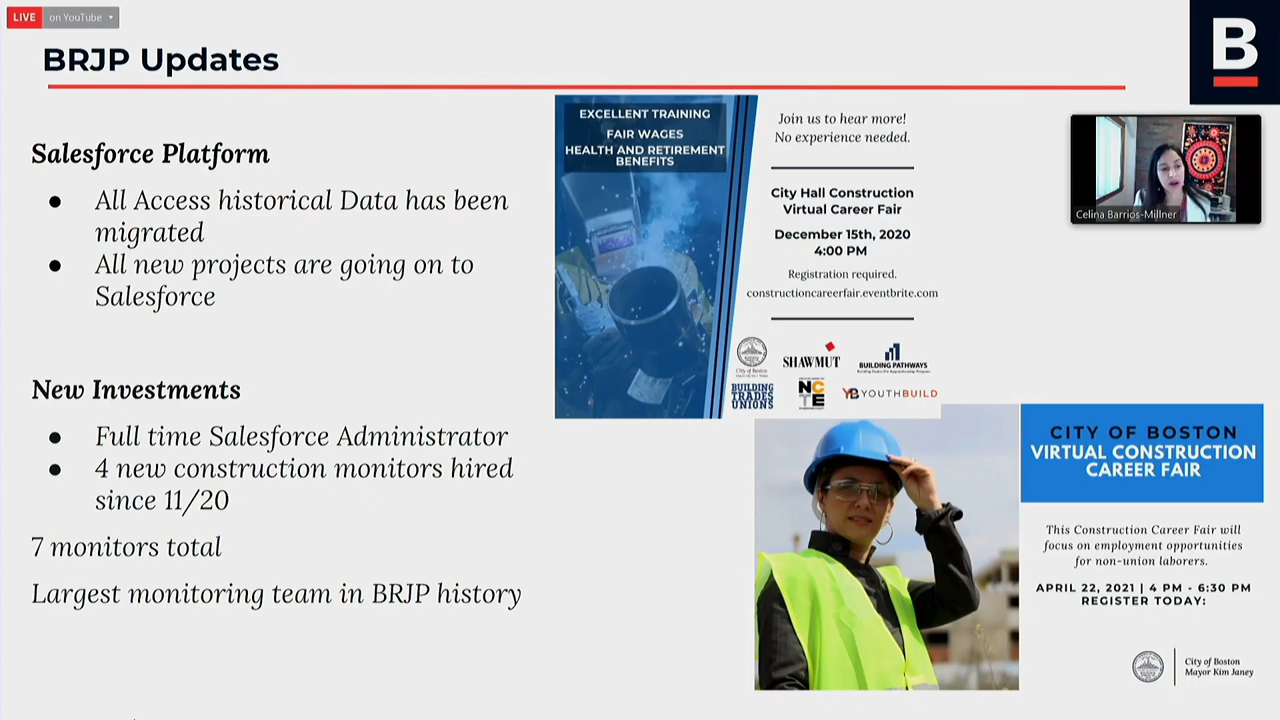 LIVE on YouTube
BRJP Updates
B
Salesforce Platform
● All Access historical Data has been
migrated
● All new projects are going on to
Salesforce
New Investments
● Full time Salesforce Administrator
● 4 new construction monitors hired
since 11/20
7 monitors total
Largest monitoring team in BRJP history
EXCELLENT TRAINING
FAIR WAGES
HEALTH AND RETIREMENT
BENEFITS
Join us to hear more!
No experience needed.
City Hall Construction
Virtual Career Fair
December 15th, 2020
4:00 PM
Registration required.
constructioncareerfair.eventbrite.com
City of Boston
SHAWMUT
BUILDING PATHWAYS
BUILDING
TRADES
UNIONS
NC
TE
YB YOUTHBUILD
Celina Barrios-Millner
CITY OF BOSTON
VIRTUAL CONSTRUCTION
CAREER FAIR
This Construction Career Fair will
focus on employment opportunities
for non-union laborers.
APRIL 22, 2021 | 4 PM - 6:30 PM
REGISTER TODAY:
City of Boston
Mayor Kim Janey